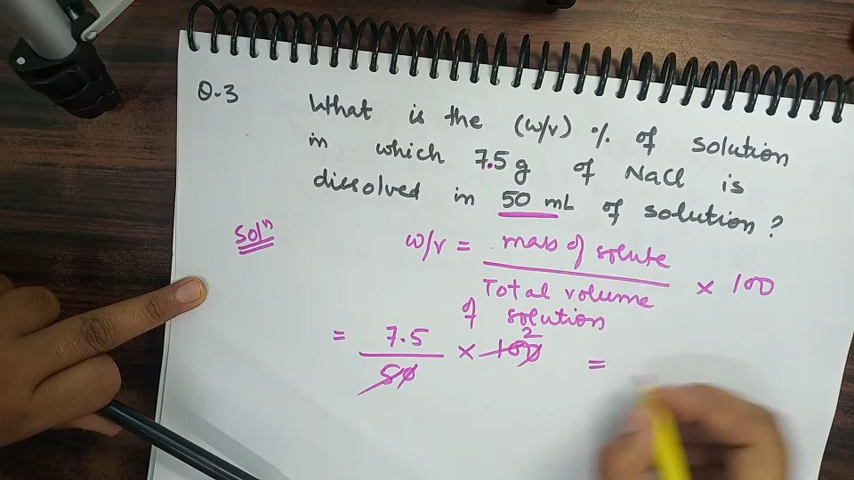 Q.3 What is the (w/v) % of solution
in which 7.5 g of NaCl is
dissolved in 50 mL of solution?
Solⁿ w/v = mass of solute
Total volume × 100
of solution
2
= 7.5 × 100 =
50